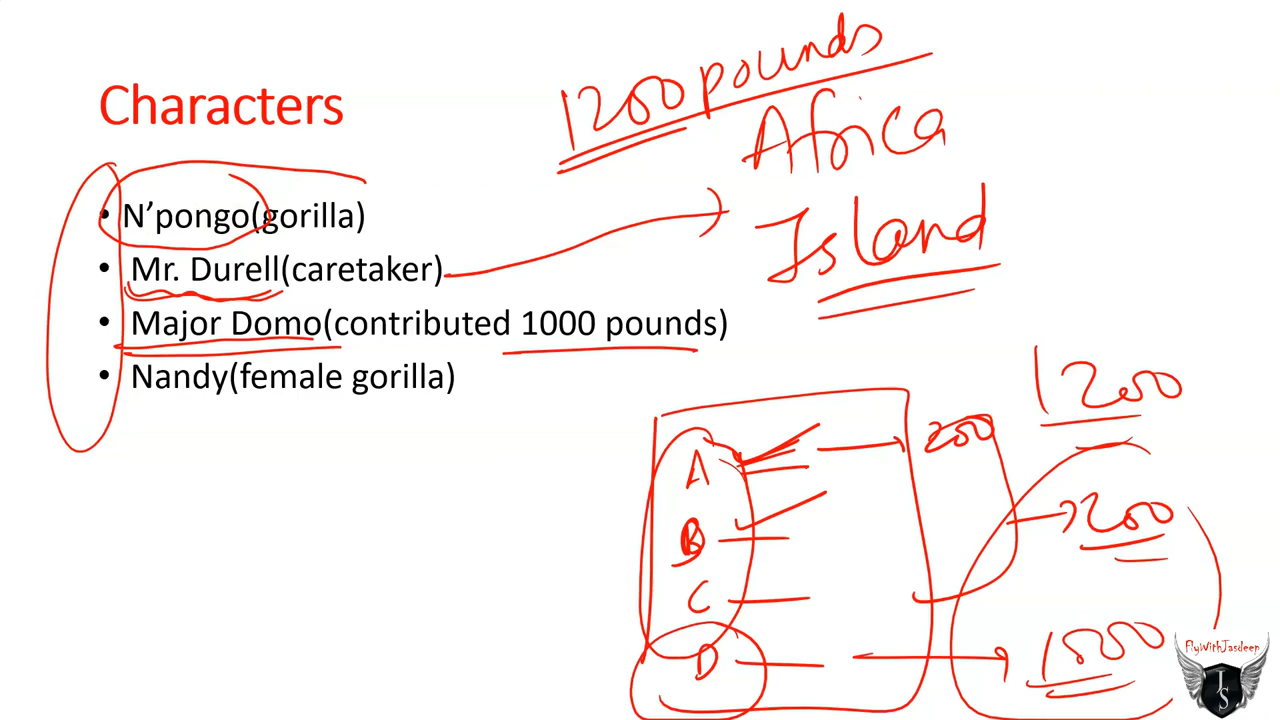 1200 pounds
Characters
Africa
• N’pongo(gorilla)
Island
• Mr. Durell(caretaker)
• Major Domo(contributed 1000 pounds)
• Nandy(female gorilla)
1200
A
200
B
200
C
D
1000
FlyWithJasdeep
JS